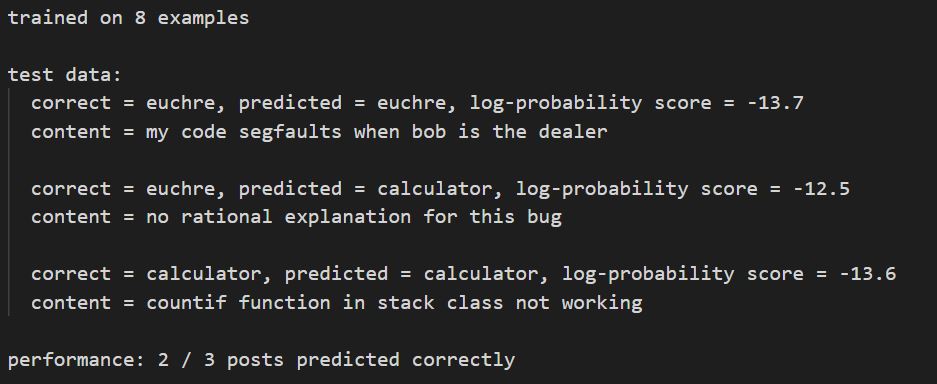 trained on 8 examples
test data:
correct = euchre, predicted = euchre, log-probability score = -13.7
content = my code segfaults when bob is the dealer
correct = euchre, predicted = calculator, log-probability score = -12.5
content = no rational explanation for this bug
correct = calculator, predicted = calculator, log-probability score = -13.6
content = countif function in stack class not working
performance: 2 / 3 posts predicted correctly